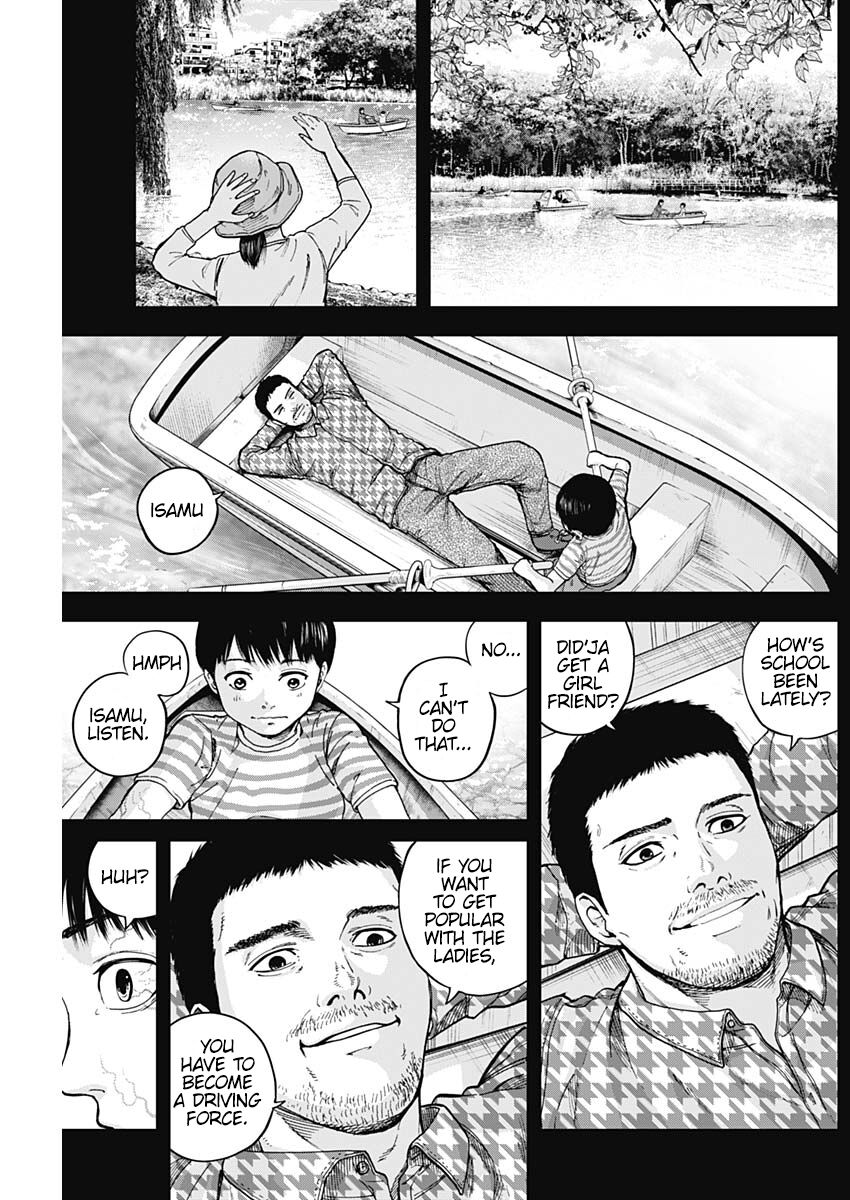 ISAMU
HOW'S
SCHOOL
BEEN
LATELY?
DID'JA
GET A
GIRL
FRIEND?
NO...
I
CAN'T
DO
THAT...
HMPH
ISAMU,
LISTEN.
IF YOU
WANT
TO GET
POPULAR
WITH THE
LADIES,
YOU
HAVE TO
BECOME
A DRIVING
FORCE.
HUH?